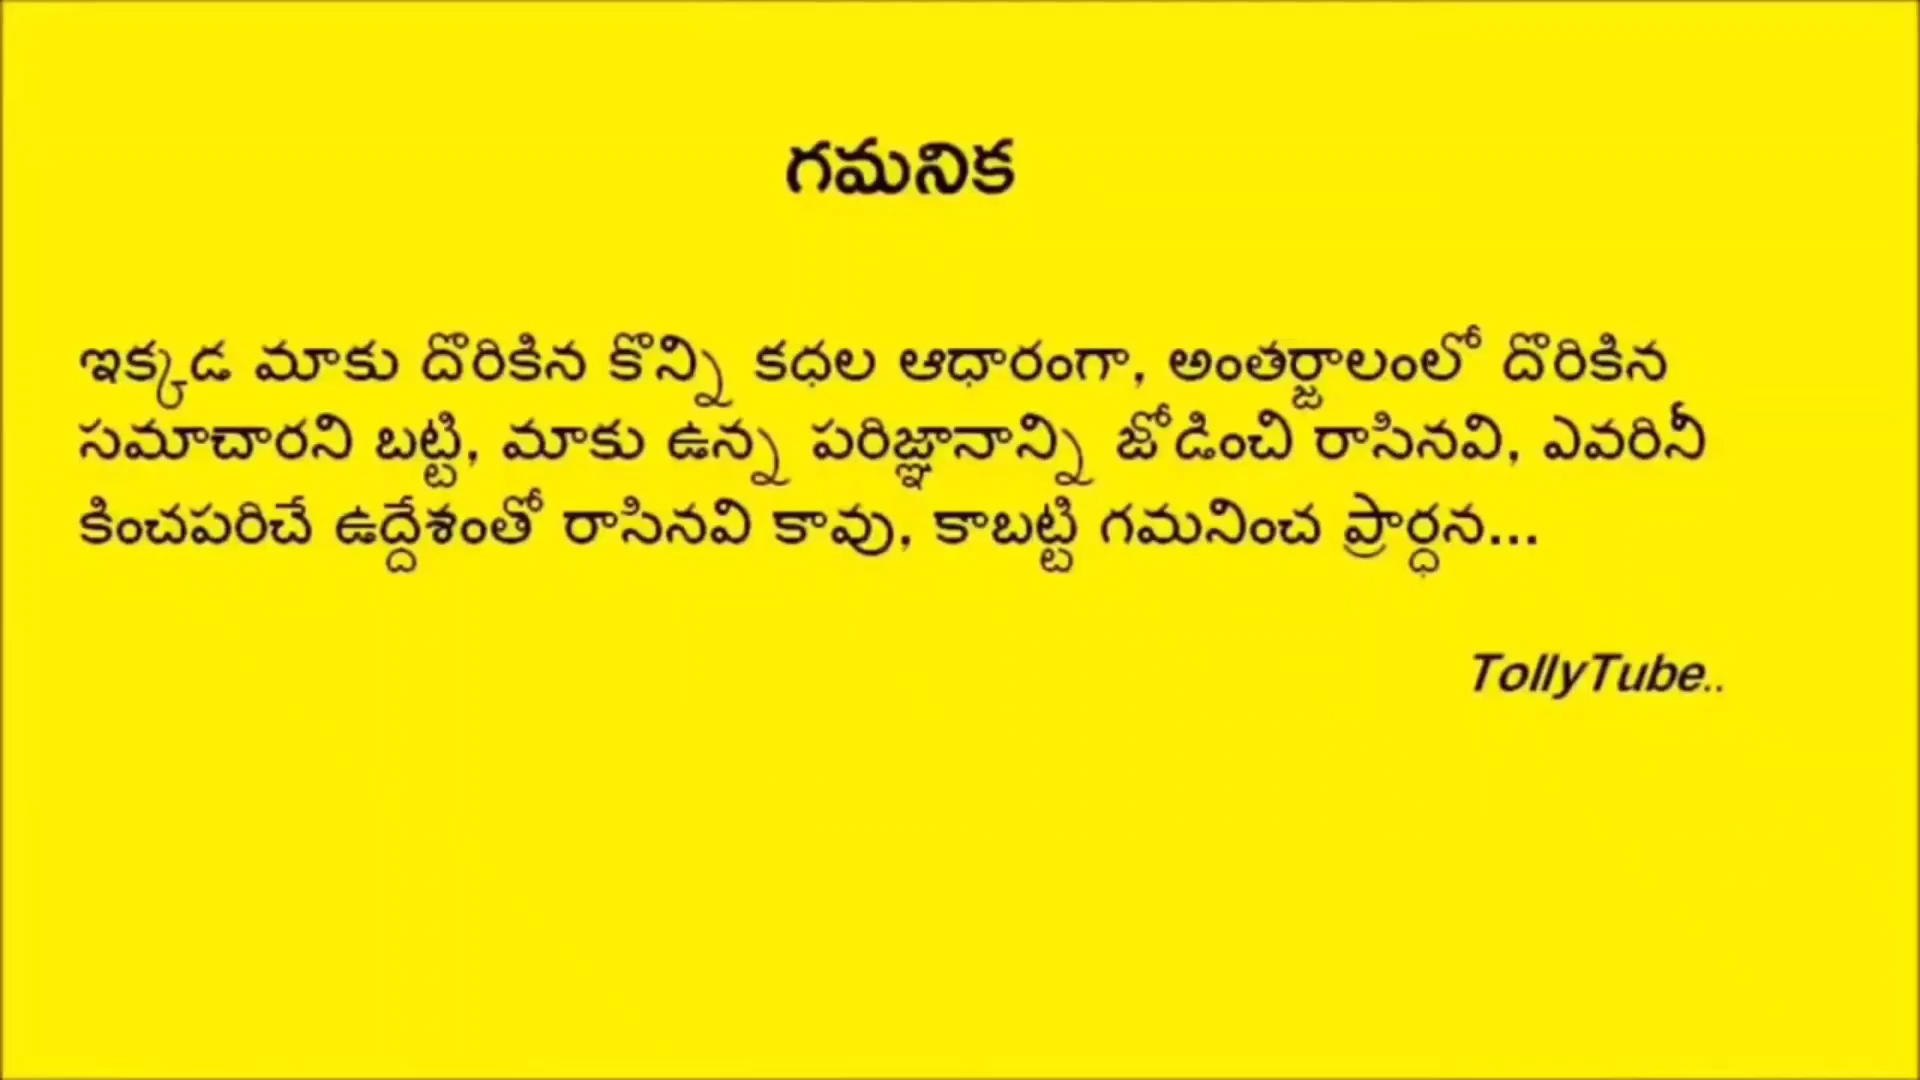 గమనిక
ఇక్కడ మాకు దొరికిన కొన్ని కధల ఆధారంగా, అంతర్జాలంలో దొరికిన
సమాచారని బట్టి, మాకు ఉన్న పరిజ్ఞానాన్ని జోడించి రాసినవి, ఎవరినీ
కించపరిచే ఉద్దేశంతో రాసినవి కావు, కాబట్టి గమనించ ప్రార్ధన...
TollyTube..